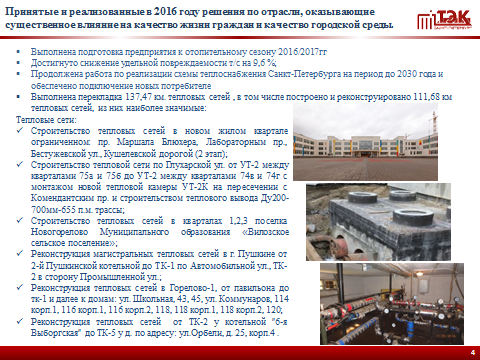 Принятые и реализованные в 2016 году решения по отрасли, оказывающие
существенное влияние на качество жизни граждан и качество городской среды.
ТЭК
САНКТ-ПЕТЕРБУРГ
Выполнена подготовка предприятия к отопительному сезону 2016/2017гг
Достигнуто снижение удельной повреждаемости т/с на 9,6 %,
Продолжена работа по реализации схемы теплоснабжения Санкт-Петербурга на период до 2030 года и
обеспечено подключение новых потребителе
Выполнена перекладка 137,47 км. тепловых сетей , в том числе построено и реконструировано 111,68 км
тепловых сетей, из них наиболее значимые:
Тепловые сети:
✓ Строительство тепловых сетей в новом жилом квартале
ограниченном: пр. Маршала Блюхера, Лабораторным пр.,
Бестужевской ул., Кушелевской дорогой (2 этап);
✓ Строительство тепловой сети по Глухарской ул. от УТ-2 между
кварталами 75а и 75б до УТ-2 между кварталами 74в и 74г с
монтажом новой тепловой камеры УТ-2К на пересечении с
Комендантским пр. и строительством теплового вывода Ду200-
700мм-655 п.м. трассы;
✓ Строительство тепловых сетей в кварталах 1,2,3 поселка
Новогорелово Муниципального образования «Вилозское
сельское поселение»;
✓ Реконструкция магистральных тепловых сетей в г. Пушкине от
2-й Пушкинской котельной до ТК-1 по Автомобильной ул., ТК-
2 в сторону Промышленной ул.;
✓ Реконструкция тепловых сетей в Горелово-1, от павильона до
тк-1 и далее к домам: ул. Школьная, 43, 45, ул. Коммунаров, 114
корп.1, 116 корп.1, 116 корп.2, 118, 118 корп.1, 118 корп.2, 120;
✓ Реконструкция тепловых сетей от ТК-2 у котельной "6-я
Выборгская" до ТК-5 у д. по адресу: ул.Орбели, д. 25, корп.4 .
4